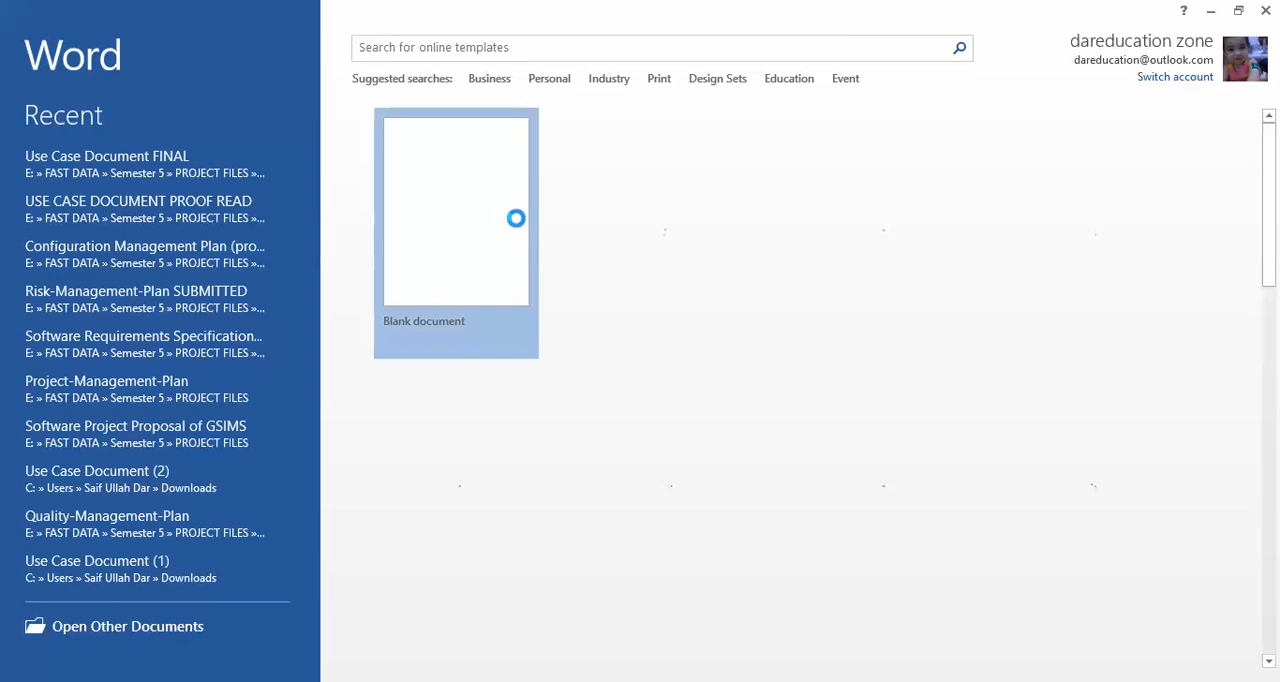 Word
Recent
Use Case Document FINAL
E: » FAST DATA » Semester 5 » PROJECT FILES »...
USE CASE DOCUMENT PROOF READ
E: » FAST DATA » Semester 5 » PROJECT FILES »...
Configuration Management Plan (pro...
E: » FAST DATA » Semester 5 » PROJECT FILES »...
Risk-Management-Plan SUBMITTED
E: » FAST DATA » Semester 5 » PROJECT FILES »...
Software Requirements Specification...
E: » FAST DATA » Semester 5 » PROJECT FILES »...
Project-Management-Plan
E: » FAST DATA » Semester 5 » PROJECT FILES
Software Project Proposal of GSIMS
E: » FAST DATA » Semester 5 » PROJECT FILES
Use Case Document (2)
C: » Users » Saif Ullah Dar » Downloads
Quality-Management-Plan
E: » FAST DATA » Semester 5 » PROJECT FILES »...
Use Case Document (1)
C: » Users » Saif Ullah Dar » Downloads
Open Other Documents
?
Search for online templates
Suggested searches: Business Personal Industry Print Design Sets Education Event
dareducation zone
dareducation@outlook.com
Switch account
Blank document